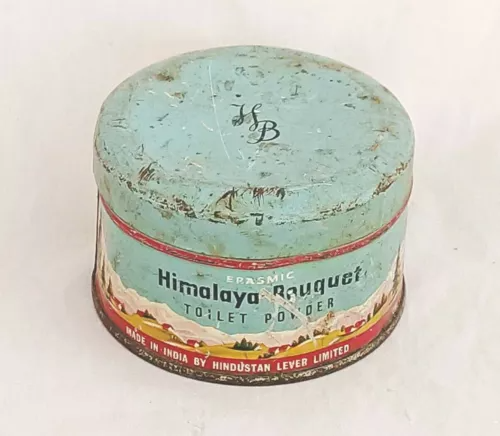 HB
ERASMIC
Himalaya Bouquet
TOILET POWDER
MADE IN INDIA BY HINDUSTAN LEVER LIMITED